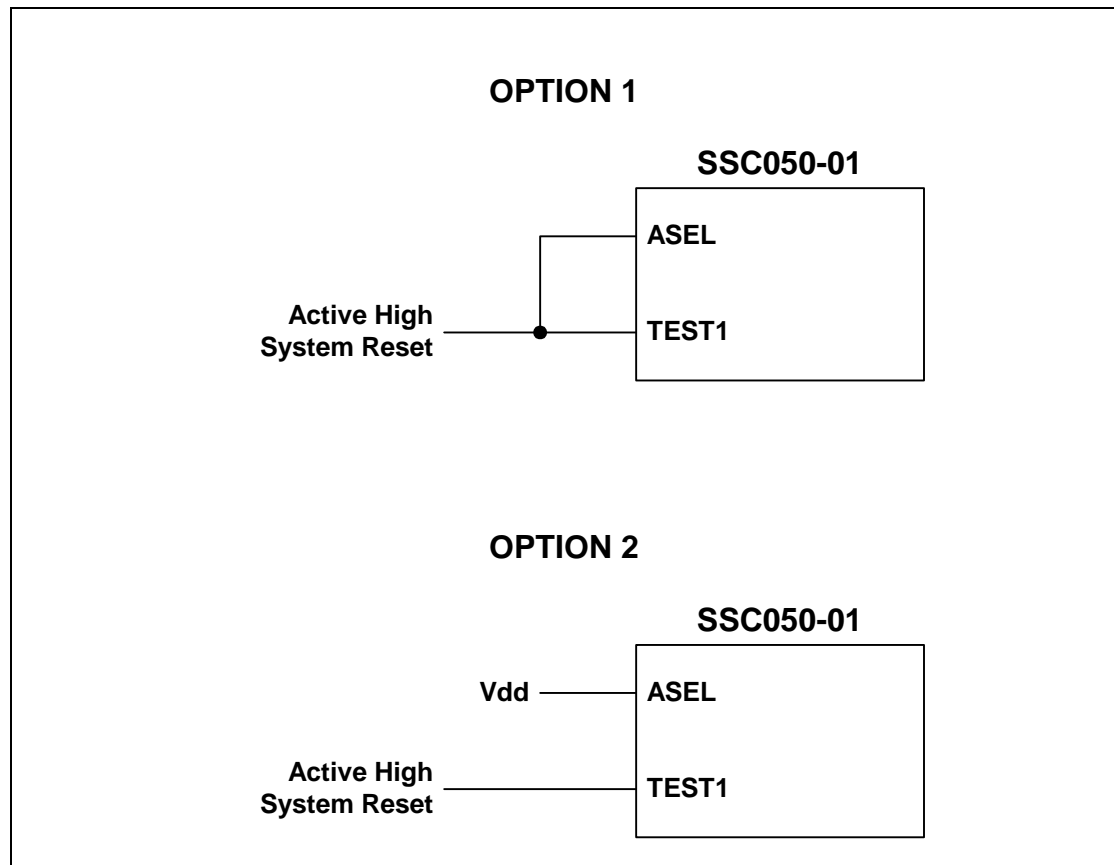 OPTION 1
SSC050-01
ASEL
Active High
System Reset
TEST1
OPTION 2
SSC050-01
Vdd
ASEL
Active High
System Reset
TEST1